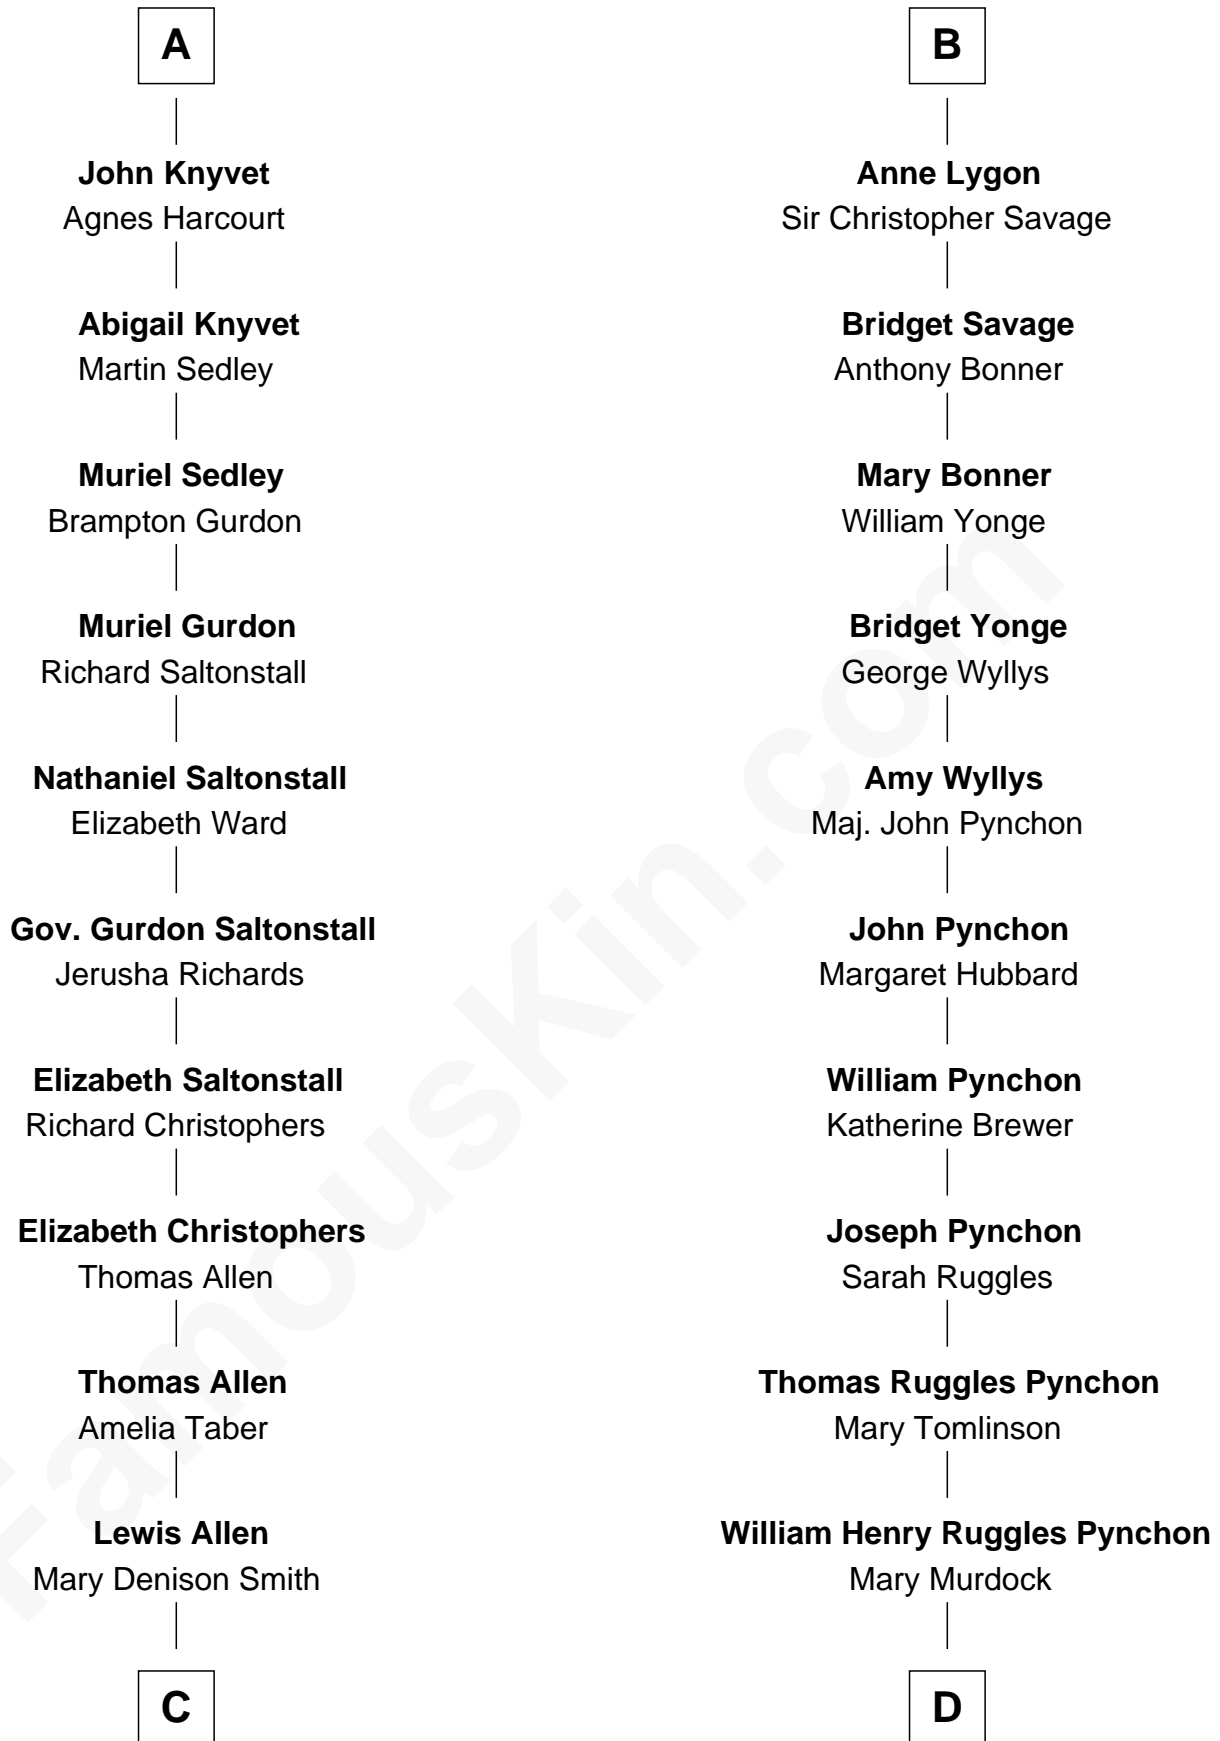 A
John Knyvet
Agnes Harcourt
Abigail Knyvet
Martin Sedley
Muriel Sedley
Brampton Gurdon
Muriel Gurdon
Richard Saltonstall
Nathaniel Saltonstall
Elizabeth Ward
Gov. Gurdon Saltonstall
Jerusha Richards
Elizabeth Saltonstall
Richard Christophers
Elizabeth Christophers
Thomas Allen
Thomas Allen
Amelia Taber
Lewis Allen
Mary Denison Smith
C
B
Anne Lygon
Sir Christopher Savage
Bridget Savage
Anthony Bonner
Mary Bonner
William Yonge
Bridget Yonge
George Wyllys
Amy Wyllys
Maj. John Pynchon
John Pynchon
Margaret Hubbard
William Pynchon
Katherine Brewer
Joseph Pynchon
Sarah Ruggles
Thomas Ruggles Pynchon
Mary Tomlinson
William Henry Ruggles Pynchon
Mary Murdock
D
FamousKin.com